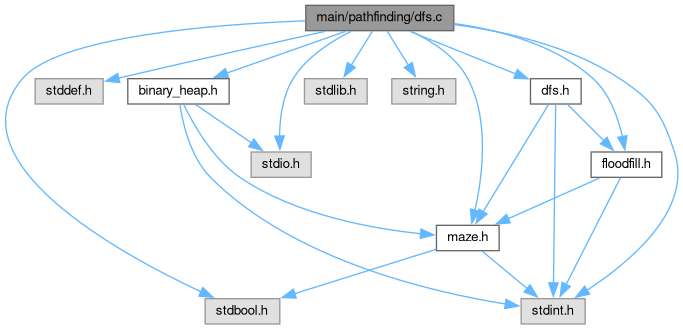 main/pathfinding/dfs.c
stddef.h
binary_heap.h
stdlib.h
string.h
dfs.h
stdio.h
floodfill.h
maze.h
stdbool.h
stdint.h